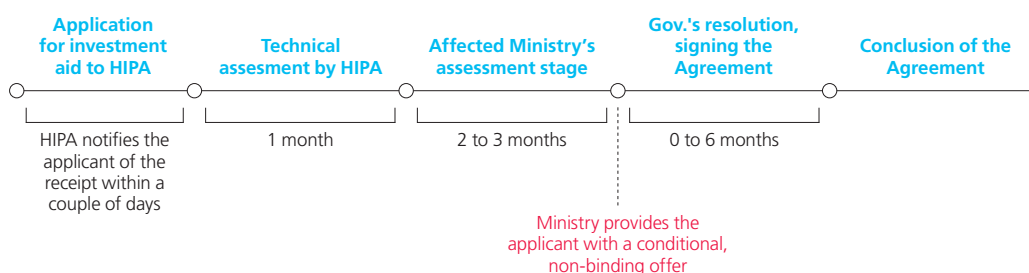 Application
for investment
aid to HIPA
Technical
assesment by HIPA
Affected Ministry's
assessment stage
Gov.'s resolution,
signing the
Agreement
Conclusion of the
Agreement
HIPA notifies the
applicant of the
receipt within a
couple of days
1 month
2 to 3 months
0 to 6 months
Ministry provides the
applicant with a conditional,
non-binding offer